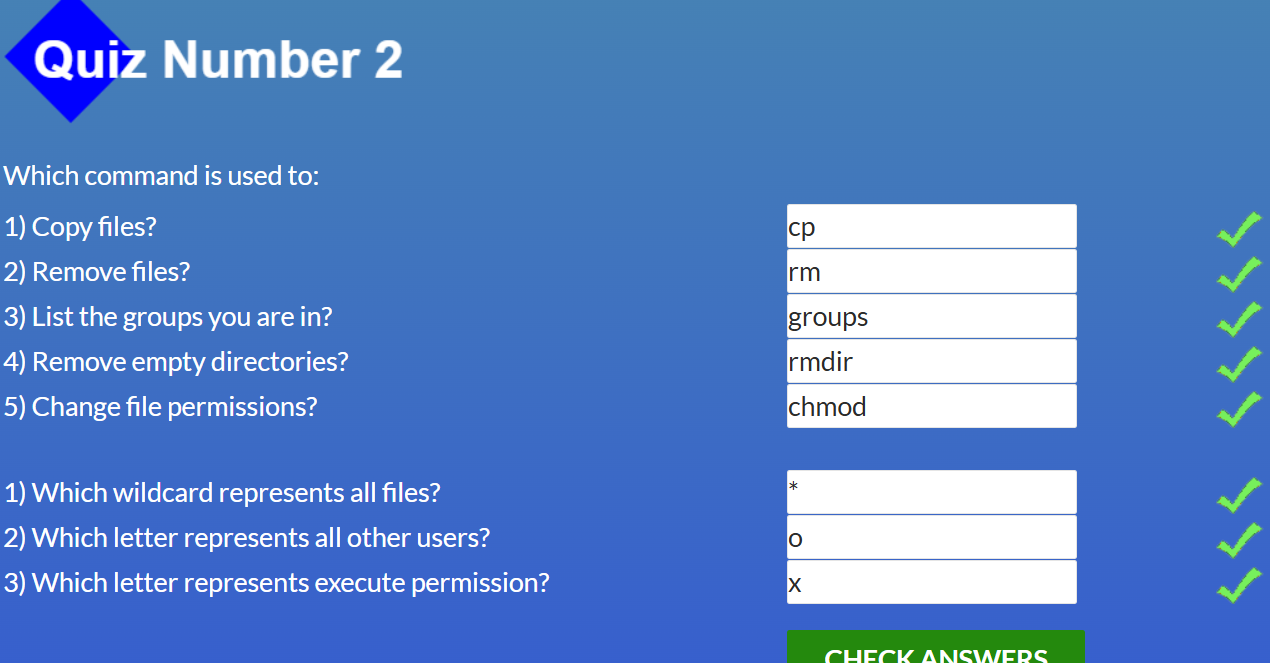 Quiz Number 2
Which command is used to:
1) Copy files? cp
2) Remove files? rm
3) List the groups you are in? groups
4) Remove empty directories? rmdir
5) Change file permissions? chmod
1) Which wildcard represents all files? *
2) Which letter represents all other users? o
3) Which letter represents execute permission? x
CHECK ANSWERS